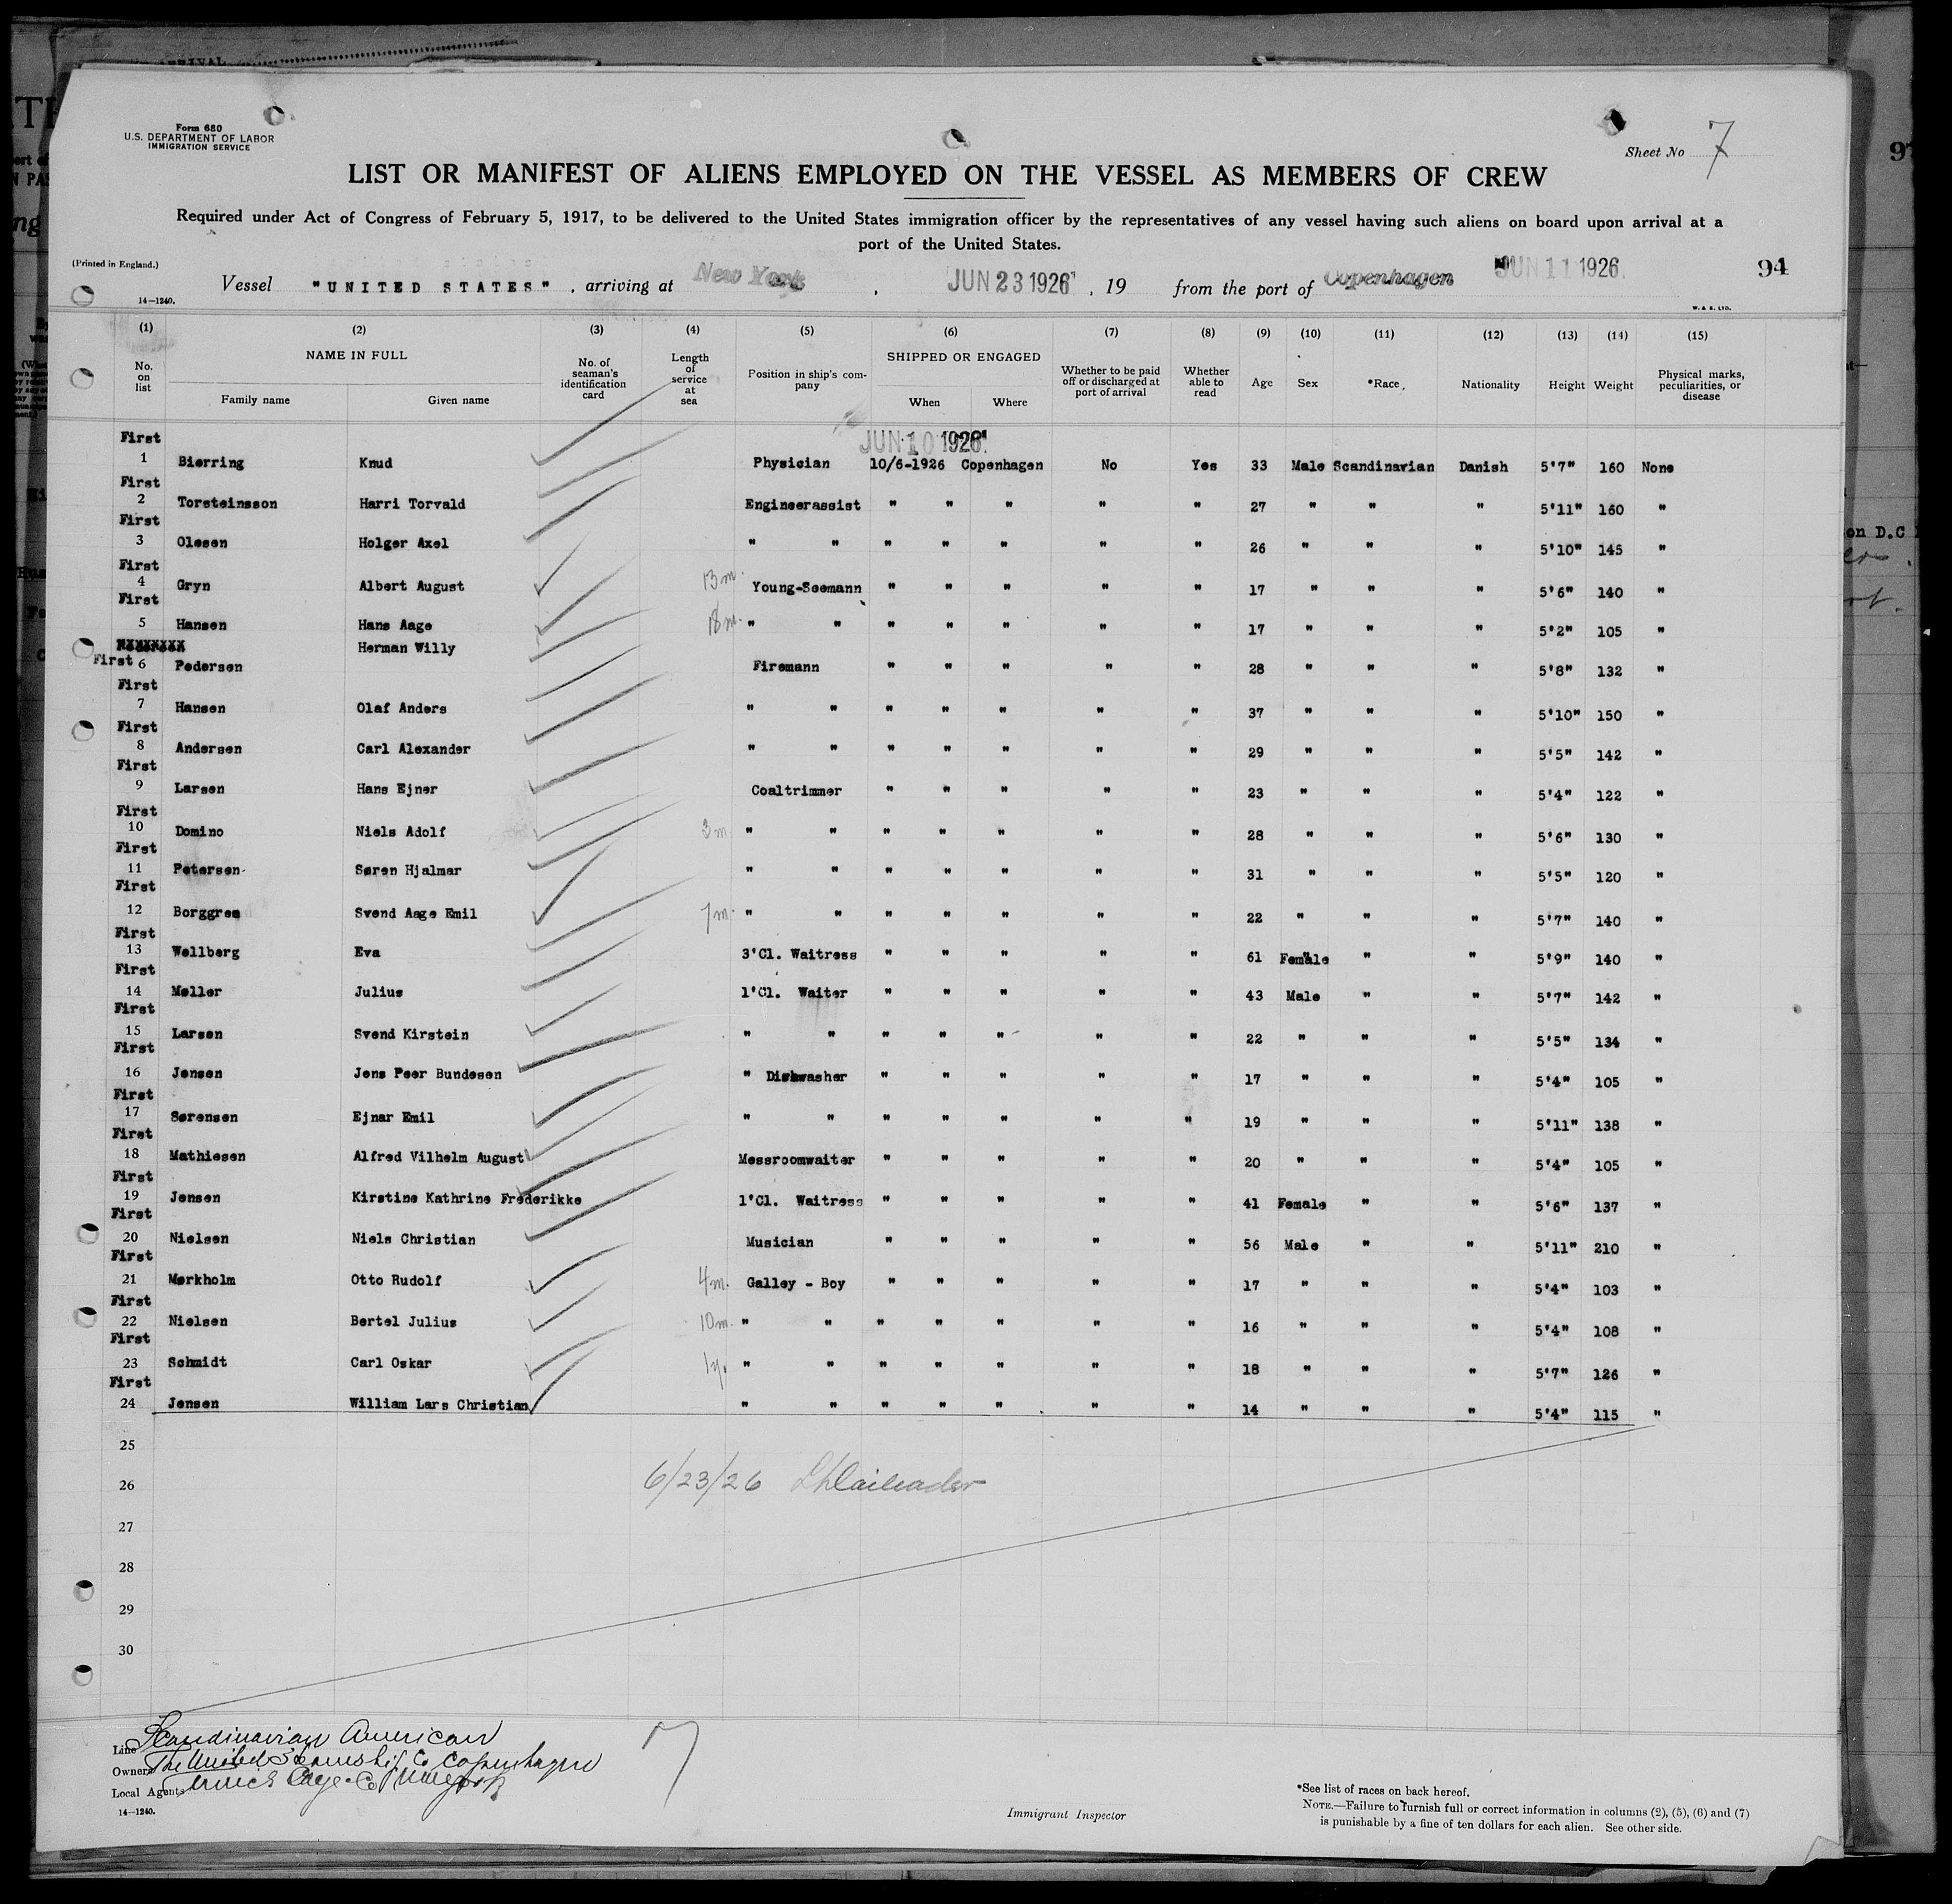 Form 680
U.S. DEPARTMENT OF LABOR
IMMIGRATION SERVICE
Sheet No 7
LIST OR MANIFEST OF ALIENS EMPLOYED ON THE VESSEL AS MEMBERS OF CREW
Required under Act of Congress of February 5, 1917, to be delivered to the United States immigration officer by the representatives of any vessel having such aliens on board upon arrival at a
port of the United States.
(Printed in England.)
Vessel "UNITED STATES", arriving at New York, JUN 23 1926, 19 from the port of Copenhagen JUN 11 1926 94
14—1240.
W. & S. LTD.
(1) (2) (3) (4) (5) (6) (7) (8) (9) (10) (11) (12) (13) (14) (15)
No. on list NAME IN FULL Family name Given name No. of seaman's identification card Length of service at sea Position in ship's company SHIPPED OR ENGAGED When Where Whether to be paid off or discharged at port of arrival Whether able to read Age Sex *Race Nationality Height Weight Physical marks, peculiarities, or disease
First JUN 10 1926
1 Bierring Knud Physician 10/6-1926 Copenhagen No Yes 33 Male Scandinavian Danish 5'7" 160 None
First
2 Torsteinsson Harri Torvald Engineerassist " " " " " 27 " " " 5'11" 160 "
First
3 Olesen Holger Axel " " " " " " " 26 " " " 5'10" 145 "
First
4 Gryn Albert August 13 m. Young-Seemann " " " " " 17 " " " 5'6" 140 "
First
5 Hansen Hans Aage 18 m. " " " " " " " 17 " " " 5'2" 105 "
Herman Willy
First 6 Pedersen Firemann " " " " " 28 " " " 5'8" 132 "
First
7 Hansen Olaf Anders " " " " " " " 37 " " " 5'10" 150 "
First
8 Andersen Carl Alexander " " " " " " " 29 " " " 5'5" 142 "
First
9 Larsen Hans Ejner Coaltrimmer " " " " " 23 " " " 5'4" 122 "
First
10 Domino Niels Adolf 3 m " " " " " " " 28 " " " 5'6" 130 "
First
11 Petersen Søren Hjalmar " " " " " " " 31 " " " 5'5" 120 "
First
12 Borggren Svend Aage Emil 7 m. " " " " " " " 22 " " " 5'7" 140 "
First
13 Wellberg Eva 3'Cl. Waitress " " " " " 61 Female " " 5'9" 140 "
First
14 Møller Julius 1'Cl. Waiter " " " " " 43 Male " " 5'7" 142 "
First
15 Larsen Svend Kirstein " " " " " " " 22 " " " 5'5" 134 "
First
16 Jensen Jens Peer Bundesen " Dishwasher " " " " " 17 " " " 5'4" 105 "
First
17 Sørensen Ejnar Emil " " " " " " " 19 " " " 5'11" 138 "
First
18 Mathiesen Alfred Vilhelm August Messroomwaiter " " " " " 20 " " " 5'4" 105 "
First
19 Jensen Kirstine Kathrine Frederikke 1'Cl. Waitress " " " " " 41 Female " " 5'6" 137 "
First
20 Nielsen Niels Christian Musician " " " " " 56 Male " " 5'11" 210 "
First
21 Mørkholm Otto Rudolf 4 m. Galley - Boy " " " " " 17 " " " 5'4" 103 "
First
22 Nielsen Bertel Julius 10 m. " " " " " " " 16 " " " 5'4" 108 "
First
23 Schmidt Carl Oskar 1 y. " " " " " " " 18 " " " 5'7" 126 "
First
24 Jensen William Lars Christian " " " " " " " 14 " " " 5'4" 115 "
25
26 6/23/26
27
28
29
30
Line Scandinavian American
Owners The United Steamship Co Copenhagen
Local Agents
14—1240.
7
Immigrant Inspector
*See list of races on back hereof.
NOTE.—Failure to furnish full or correct information in columns (2), (5), (6) and (7)
is punishable by a fine of ten dollars for each alien. See other side.